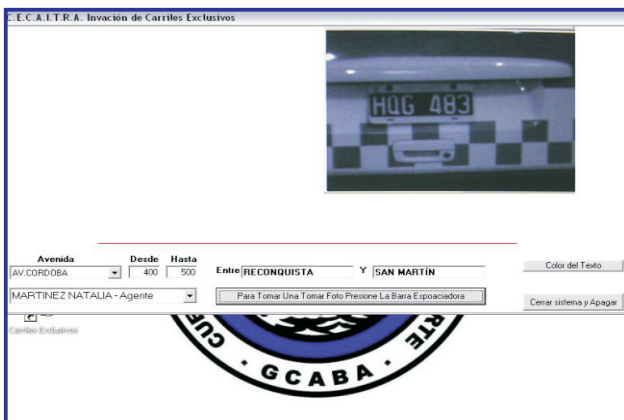 C.E.C.A.I.T.R.A. Invación de Carriles Exclusivos
HQG 483
Avenida Desde Hasta
AV.CORDOBA 400 500 Entre RECONQUISTA Y SAN MARTÍN
Color del Texto
MARTINEZ NATALIA - Agente
Para Tomar Una Tomar Foto Presione La Barra Espoaciadora
Cerrar sistema y Apagar
Carriles Exclusivos
CU RTE
· GCABA ·